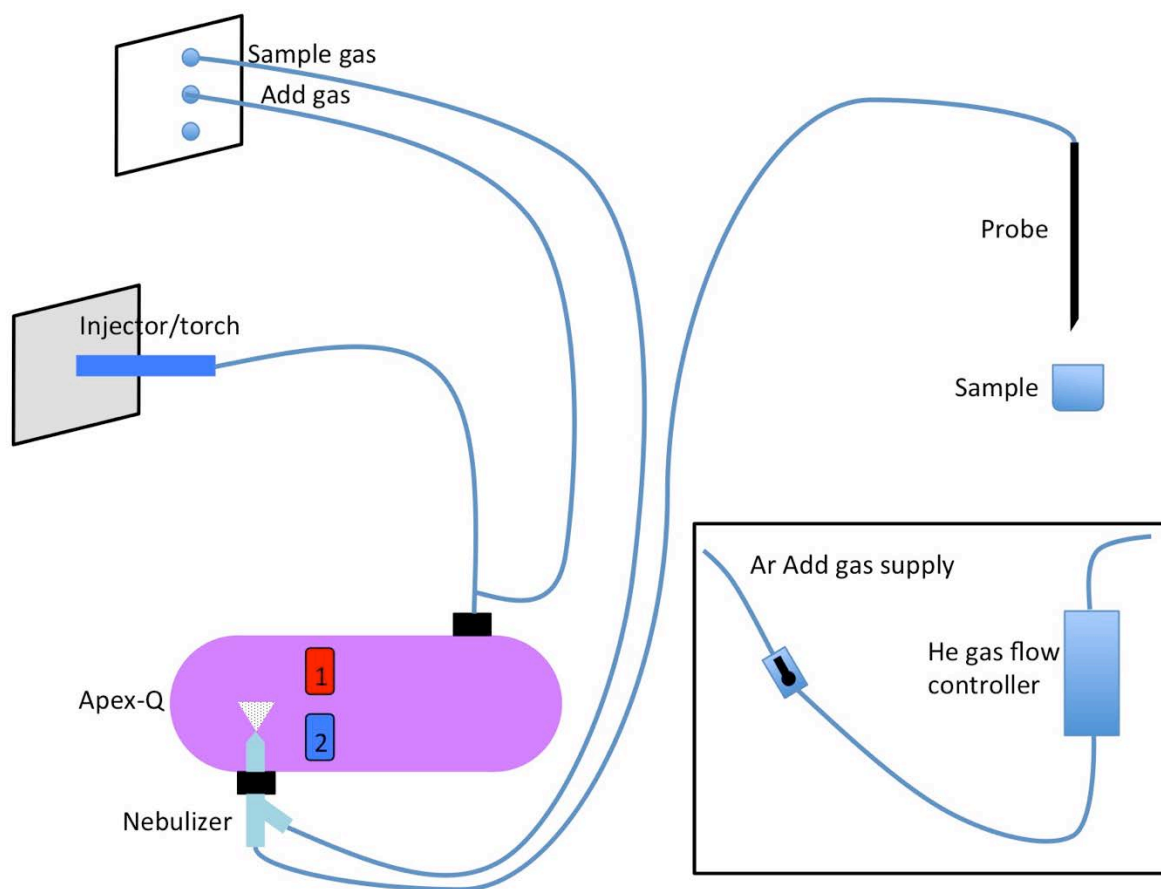 Sample gas
Add gas
Probe
Injector/torch
Sample
Ar Add gas supply
1
He gas flow
controller
Apex-Q
2
Nebulizer